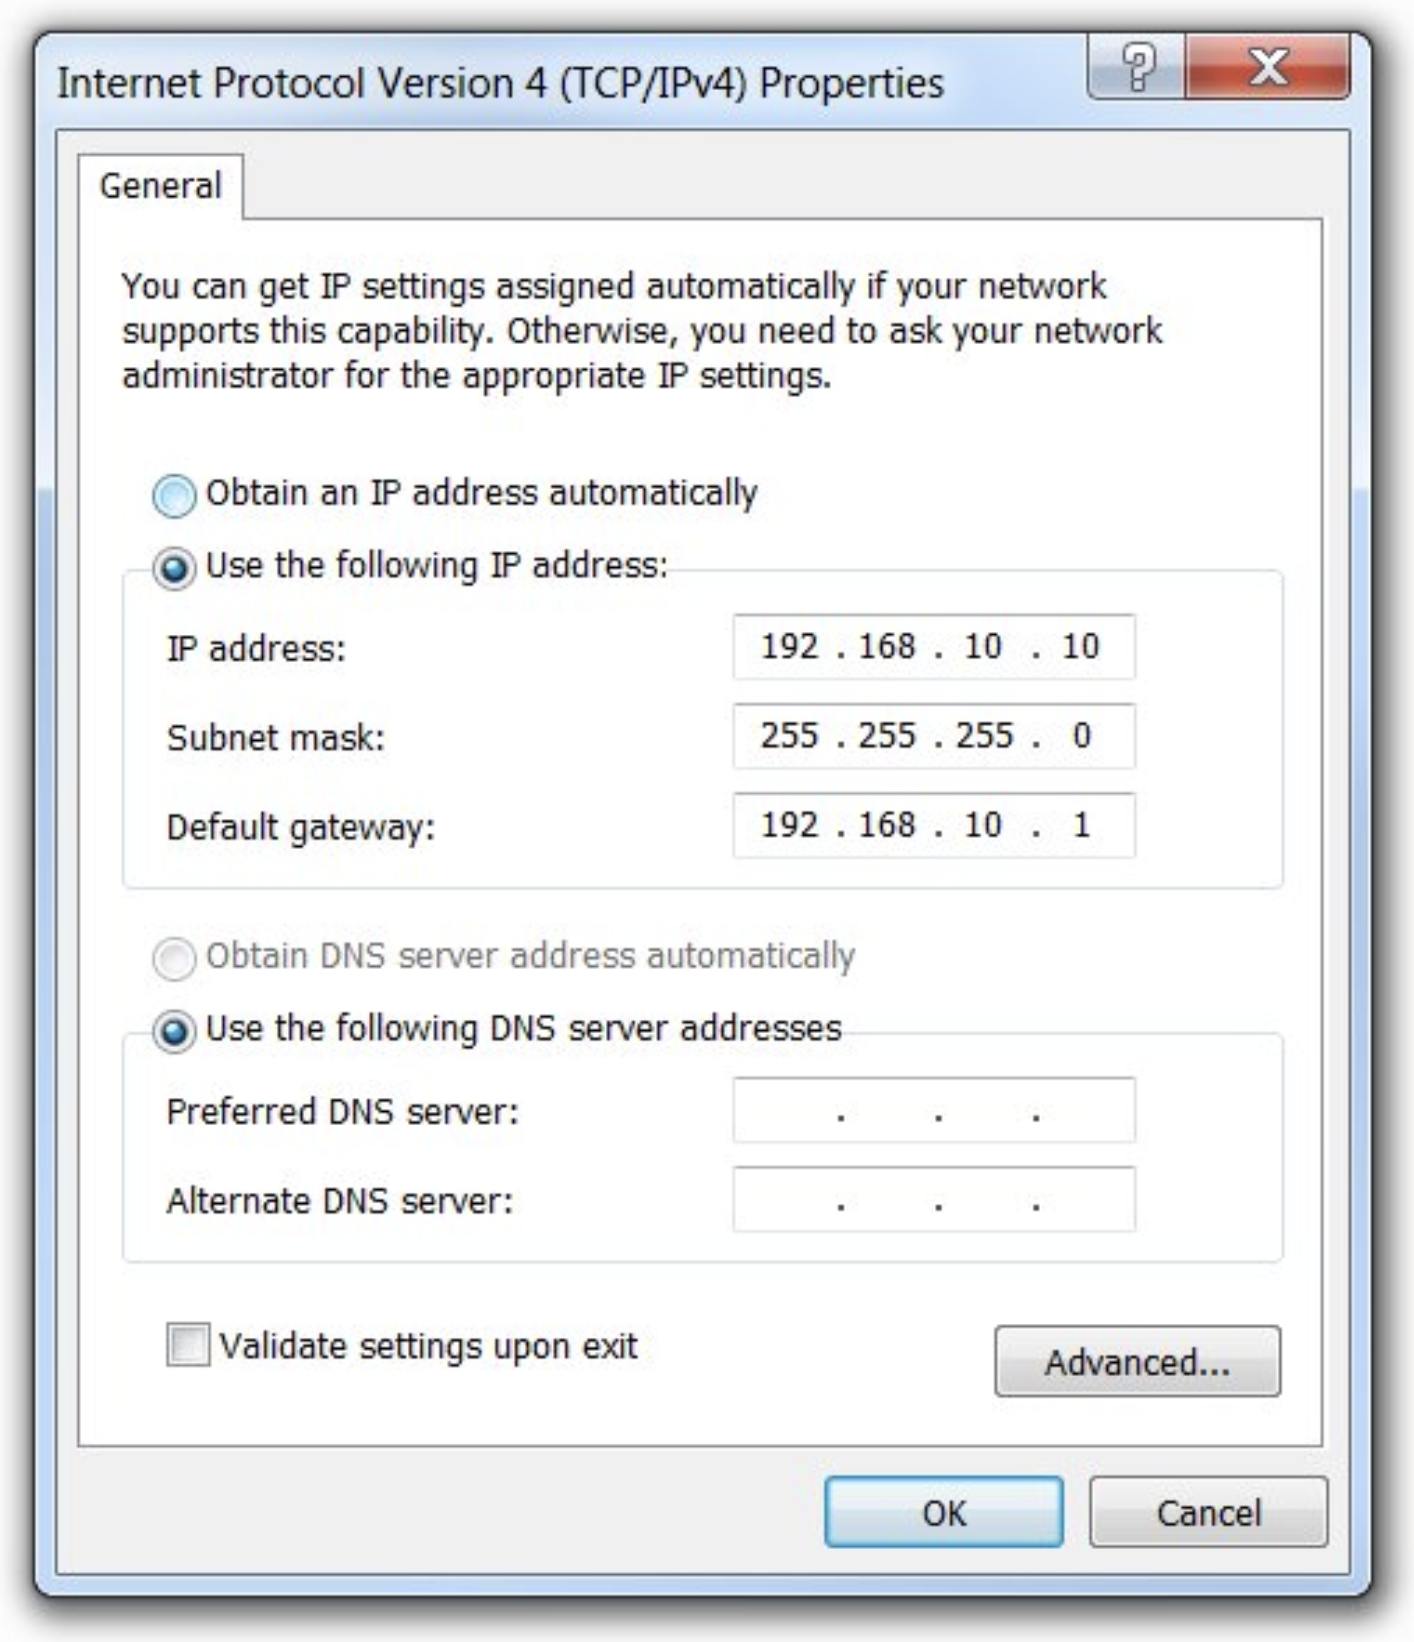 Internet Protocol Version 4 (TCP/IPv4) Properties
?
X
General
You can get IP settings assigned automatically if your network
supports this capability. Otherwise, you need to ask your network
administrator for the appropriate IP settings.
Obtain an IP address automatically
Use the following IP address:
IP address: 192 . 168 . 10 . 10
Subnet mask: 255 . 255 . 255 . 0
Default gateway: 192 . 168 . 10 . 1
Obtain DNS server address automatically
Use the following DNS server addresses
Preferred DNS server: . . .
Alternate DNS server: . . .
Validate settings upon exit
Advanced...
OK Cancel